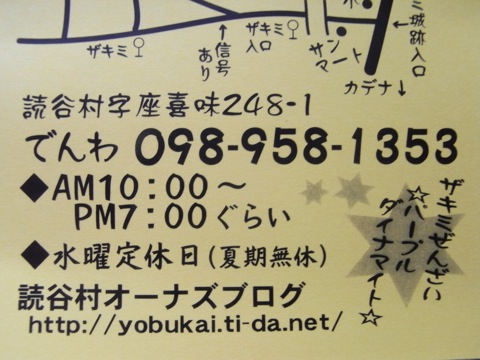 ザキミ
←信号あり
ザキミ入口
サンマート
ミ城跡入口
カデナ↓
読谷村字座喜味248-1
でんわ 098-958-1353
◆AM10:00～
PM7:00ぐらい
◆水曜定休日(夏期無休)
読谷村オーナズブログ
http://yobukai.ti-da.net/
ザキミぜんざい
☆ハーブル
ダイナマイト☆